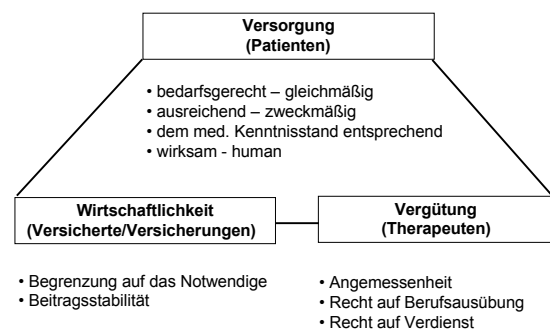 Versorgung
(Patienten)
• bedarfsgerecht – gleichmäßig
• ausreichend – zweckmäßig
• dem med. Kenntnisstand entsprechend
• wirksam - human
Wirtschaftlichkeit
(Versicherte/Versicherungen)
Vergütung
(Therapeuten)
• Begrenzung auf das Notwendige
• Beitragsstabilität
• Angemessenheit
• Recht auf Berufsausübung
• Recht auf Verdienst